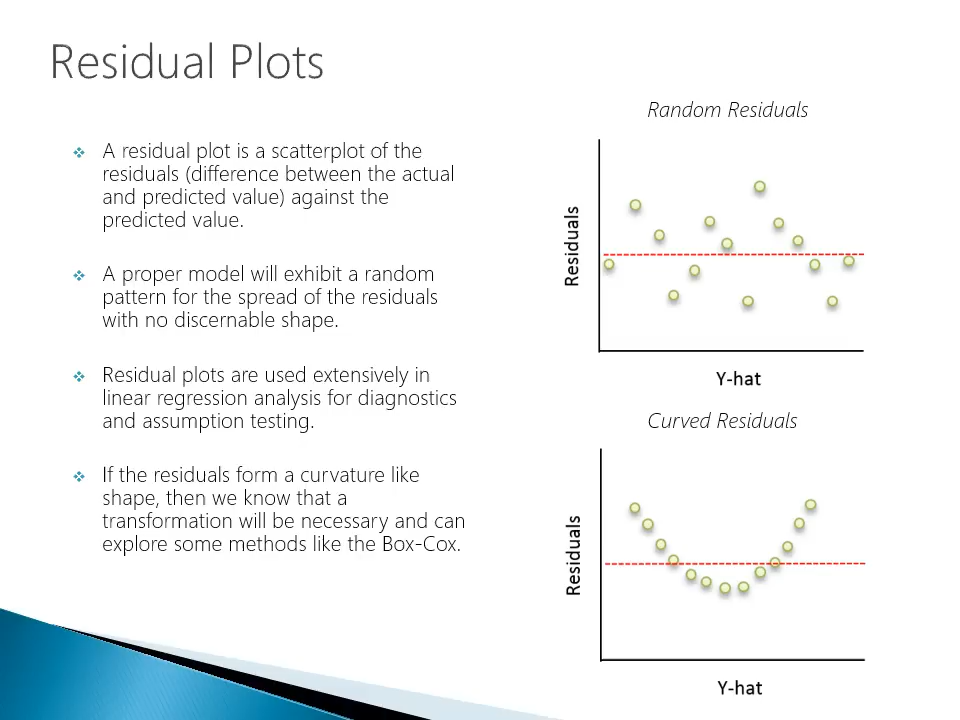 Residual Plots
A residual plot is a scatterplot of the
residuals (difference between the actual
and predicted value) against the
predicted value.
A proper model will exhibit a random
pattern for the spread of the residuals
with no discernable shape.
Residual plots are used extensively in
linear regression analysis for diagnostics
and assumption testing.
If the residuals form a curvature like
shape, then we know that a
transformation will be necessary and can
explore some methods like the Box-Cox.
Random Residuals
Residuals
Y-hat
Curved Residuals
Residuals
Y-hat